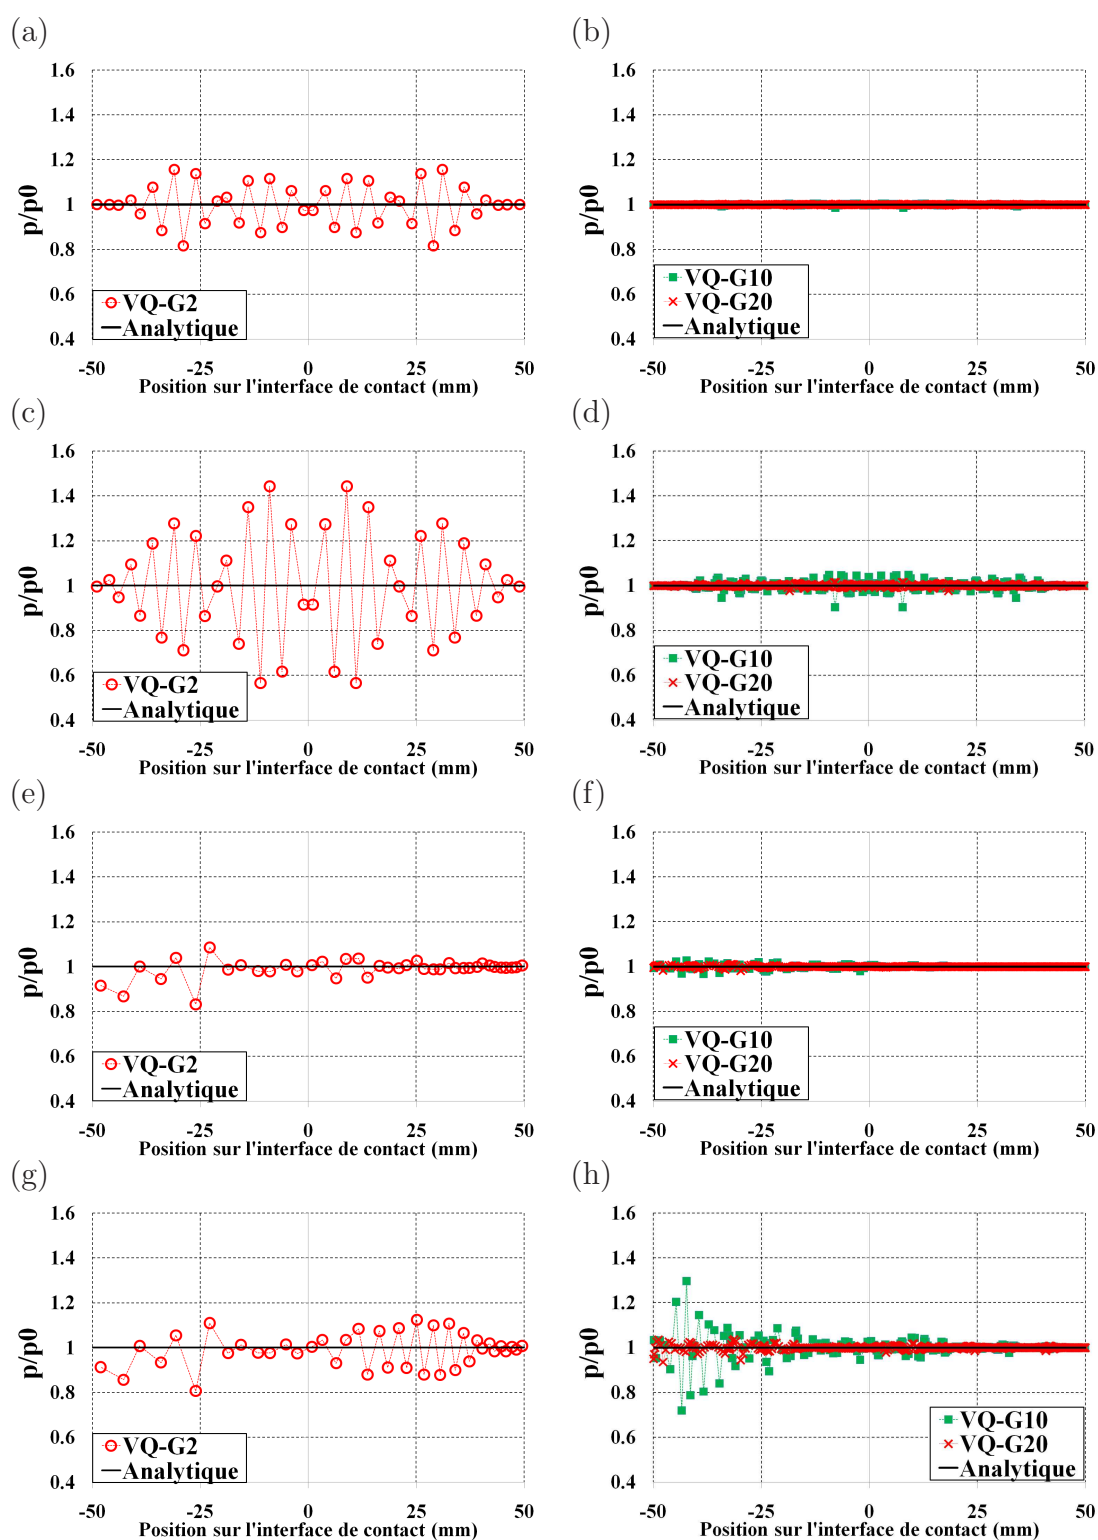 (a)
1.6
1.4
1.2
1
0.8
0.6
0.4
p/p0
VQ-G2
Analytique
-50 -25 0 25 50
Position sur l'interface de contact (mm)
(b)
1.6
1.4
1.2
1
0.8
0.6
0.4
p/p0
VQ-G10
VQ-G20
Analytique
-50 -25 0 25 50
Position sur l'interface de contact (mm)
(c)
1.6
1.4
1.2
1
0.8
0.6
0.4
p/p0
VQ-G2
Analytique
-50 -25 0 25 50
Position sur l'interface de contact (mm)
(d)
1.6
1.4
1.2
1
0.8
0.6
0.4
p/p0
VQ-G10
VQ-G20
Analytique
-50 -25 0 25 50
Position sur l'interface de contact (mm)
(e)
1.6
1.4
1.2
1
0.8
0.6
0.4
p/p0
VQ-G2
Analytique
-50 -25 0 25 50
Position sur l'interface de contact (mm)
(f)
1.6
1.4
1.2
1
0.8
0.6
0.4
p/p0
VQ-G10
VQ-G20
Analytique
-50 -25 0 25 50
Position sur l'interface de contact (mm)
(g)
1.6
1.4
1.2
1
0.8
0.6
0.4
p/p0
VQ-G2
Analytique
-50 -25 0 25 50
Position sur l'interface de contact (mm)
(h)
1.6
1.4
1.2
1
0.8
0.6
0.4
p/p0
VQ-G10
VQ-G20
Analytique
-50 -25 0 25 50
Position sur l'interface de contact (mm)